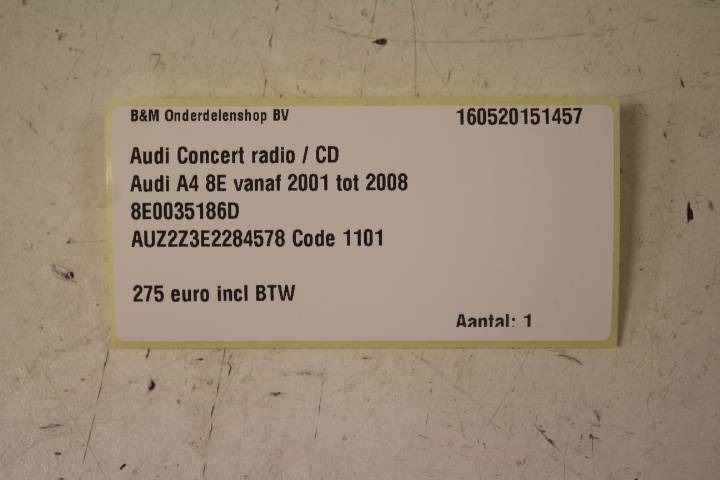 B&M Onderdelenshop BV 160520151457
Audi Concert radio / CD
Audi A4 8E vanaf 2001 tot 2008
8E0035186D
AUZ2Z3E2284578 Code 1101
275 euro incl BTW
Aantal: 1